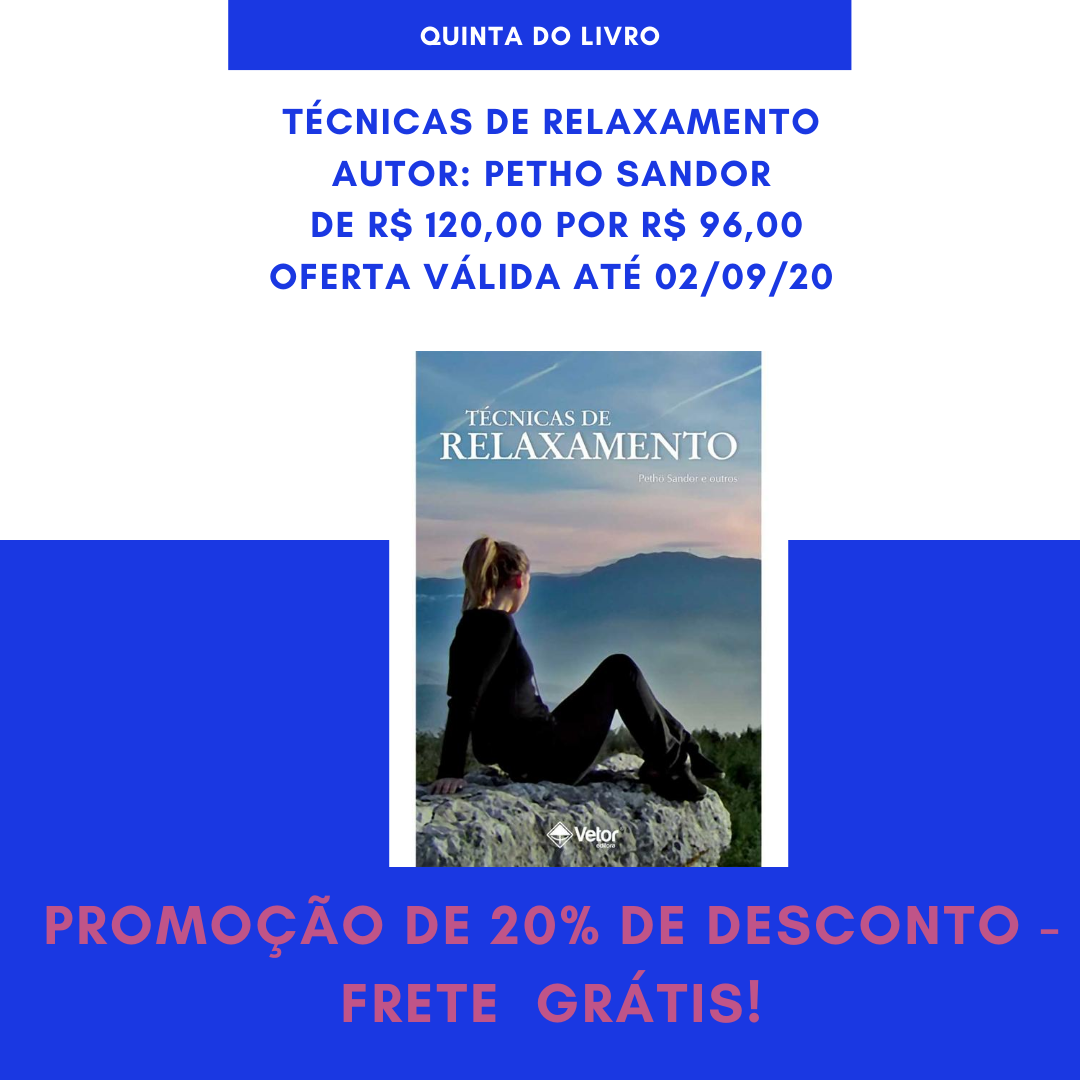 QUINTA DO LIVRO
TÉCNICAS DE RELAXAMENTO
AUTOR: PETHO SANDOR
DE R$ 120,00 POR R$ 96,00
OFERTA VÁLIDA ATÉ 02/09/20
TÉCNICAS DE
RELAXAMENTO
Petho Sandor e outros
Vetor
editora
PROMOÇÃO DE 20% DE DESCONTO -
FRETE GRÁTIS!